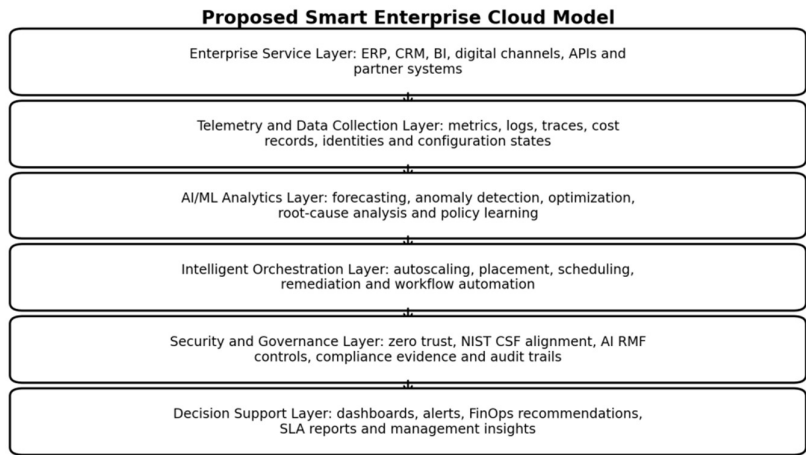 Proposed Smart Enterprise Cloud Model
Enterprise Service Layer: ERP, CRM, BI, digital channels, APIs and
partner systems
Telemetry and Data Collection Layer: metrics, logs, traces, cost
records, identities and configuration states
AI/ML Analytics Layer: forecasting, anomaly detection, optimization,
root-cause analysis and policy learning
Intelligent Orchestration Layer: autoscaling, placement, scheduling,
remediation and workflow automation
Security and Governance Layer: zero trust, NIST CSF alignment, AI RMF
controls, compliance evidence and audit trails
Decision Support Layer: dashboards, alerts, FinOps recommendations,
SLA reports and management insights